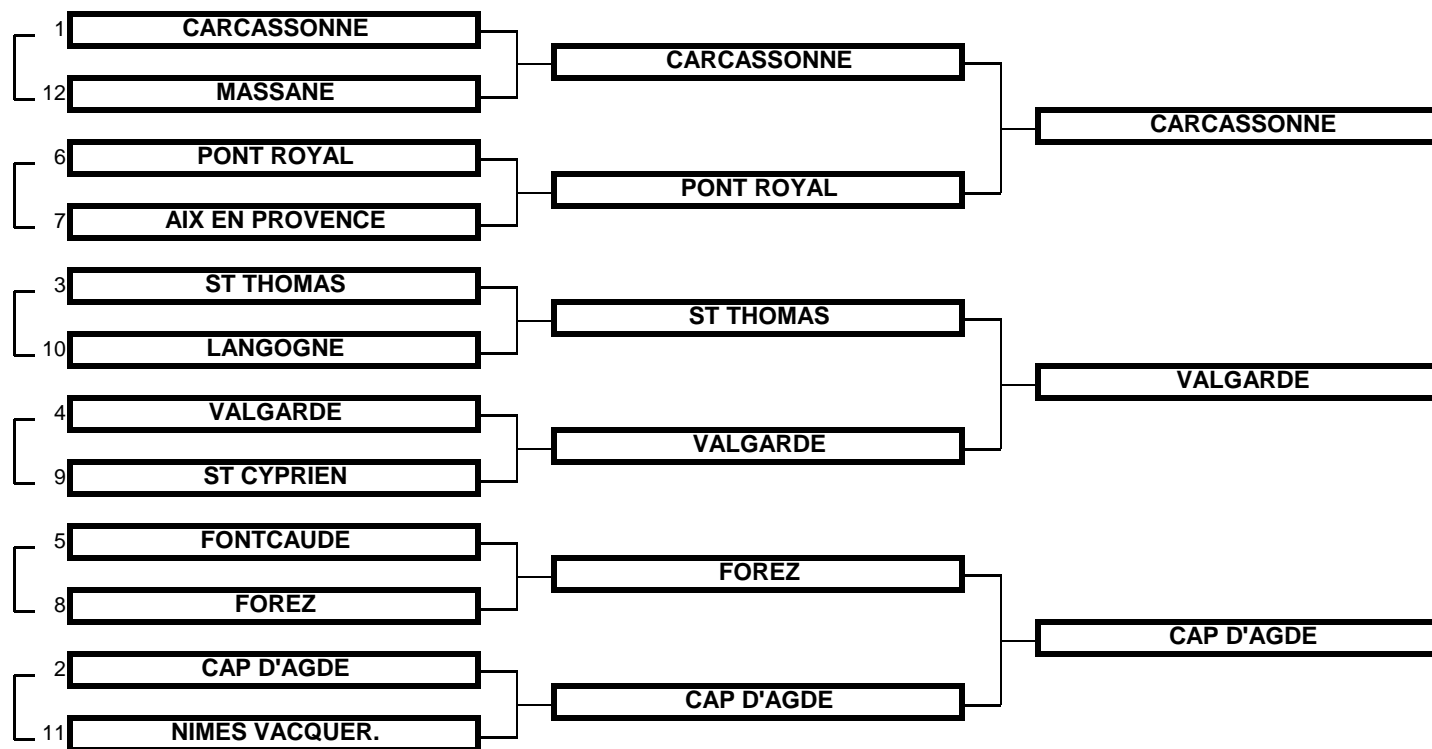 1 CARCASSONNE
CARCASSONNE
12 MASSANE
CARCASSONNE
6 PONT ROYAL
PONT ROYAL
7 AIX EN PROVENCE
3 ST THOMAS
ST THOMAS
10 LANGOGNE
VALGARDE
4 VALGARDE
VALGARDE
9 ST CYPRIEN
5 FONTCAUDE
FOREZ
8 FOREZ
CAP D'AGDE
2 CAP D'AGDE
CAP D'AGDE
11 NIMES VACQUER.